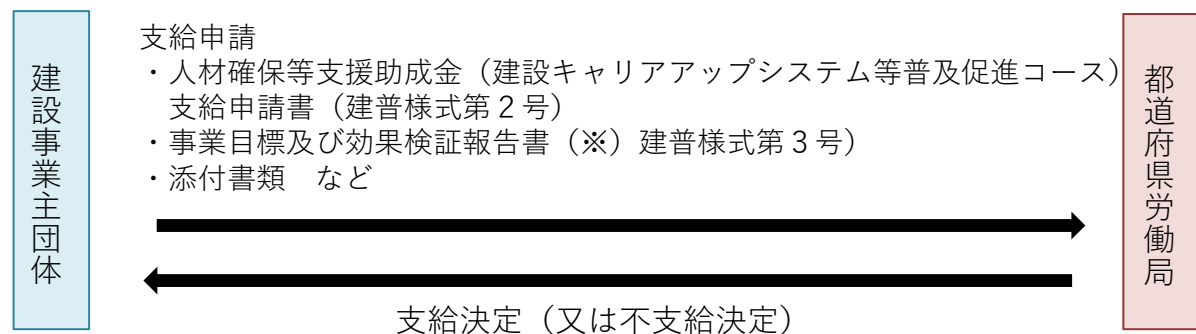 建設事業主団体
支給申請
・人材確保等支援助成金（建設キャリアアップシステム等普及促進コース）
支給申請書（建普様式第２号）
・事業目標及び効果検証報告書（※）建普様式第３号）
・添付書類　など
支給決定（又は不支給決定）
都道府県労働局